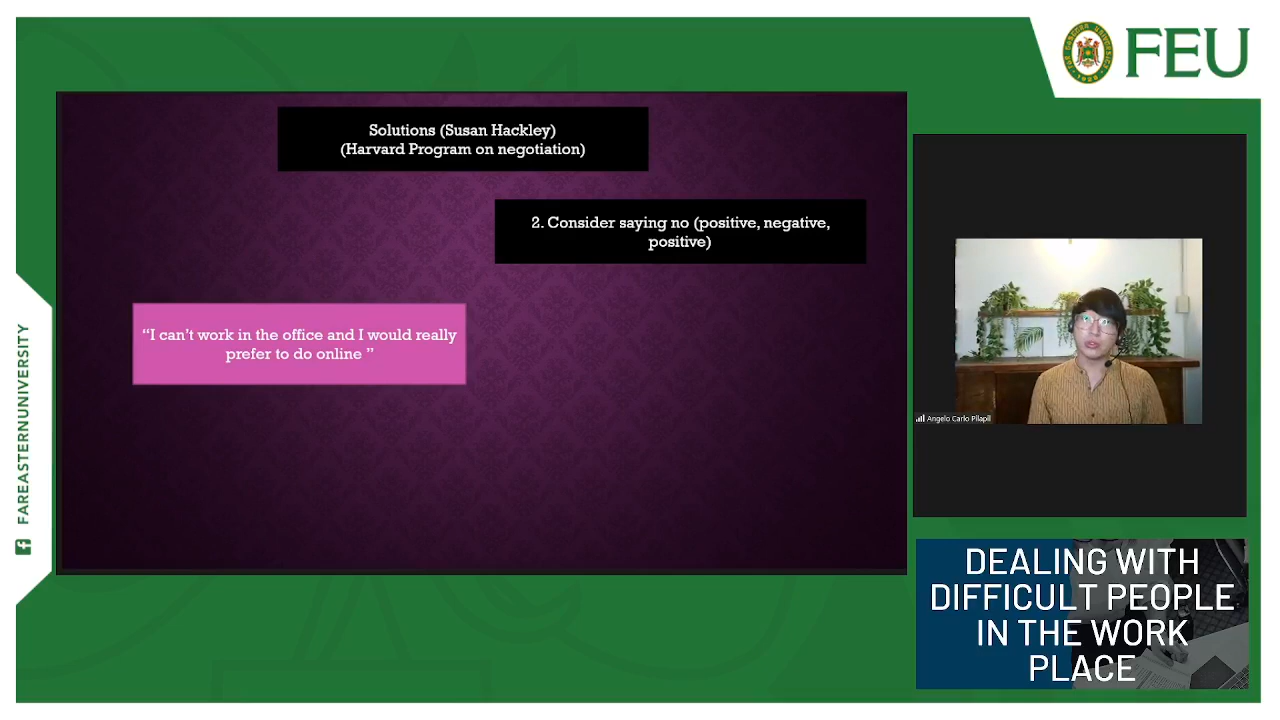 FEU
Solutions (Susan Hackley)
(Harvard Program on negotiation)
2. Consider saying no (positive, negative,
positive)
“I can’t work in the office and I would really
prefer to do online ”
Angelo Carlo Pilapil
FAREASTERNUNIVERSITY
DEALING WITH
DIFFICULT PEOPLE
IN THE WORK
PLACE